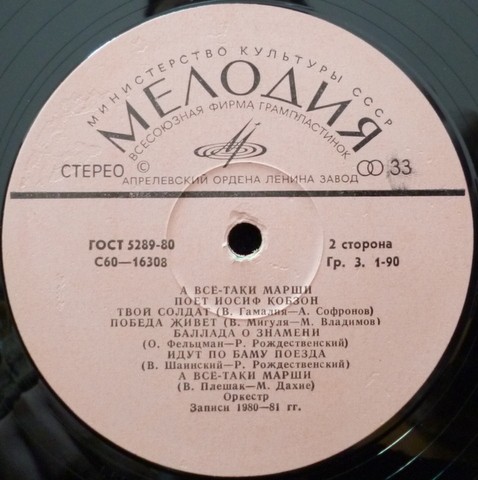 МИНИСТЕРСТВО КУЛЬТУРЫ СССР
МЕЛОДИЯ
ВСЕСОЮЗНАЯ ФИРМА ГРАМПЛАСТИНОК
СТЕРЕО © 33
АПРЕЛЕВСКИЙ ОРДЕНА ЛЕНИНА ЗАВОД
ГОСТ 5289-80 2 сторона
С60—16308 Гр. 3. 1-90
А ВСЕ-ТАКИ МАРШИ
ПОЕТ ИОСИФ КОБЗОН
ТВОЙ СОЛДАТ (В. Гамалия—А. Софронов)
ПОБЕДА ЖИВЕТ (В. Мигуля—М. Владимов)
БАЛЛАДА О ЗНАМЕНИ
(О. Фельцман—Р. Рождественский)
ИДУТ ПО БАМУ ПОЕЗДА
(В. Шаинский—Р. Рождественский)
А ВСЕ-ТАКИ МАРШИ
(В. Плешак—М. Дахие)
Оркестр
Записи 1980—81 гг.